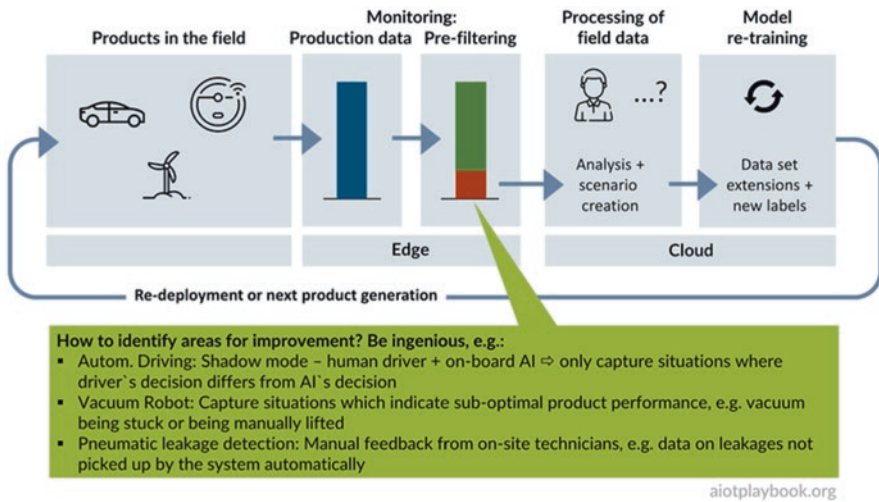 Products in the field
Monitoring:
Production data
Pre-filtering
Processing of
field data
Model
re-training
...?
Analysis +
scenario
creation
Data set
extensions +
new labels
Edge
Cloud
Re-deployment or next product generation
How to identify areas for improvement? Be ingenious, e.g.:
▪ Autom. Driving: Shadow mode – human driver + on-board AI ⇨ only capture situations where
driver`s decision differs from AI`s decision
▪ Vacuum Robot: Capture situations which indicate sub-optimal product performance, e.g. vacuum
being stuck or being manually lifted
▪ Pneumatic leakage detection: Manual feedback from on-site technicians, e.g. data on leakages not
picked up by the system automatically
aiotplaybook.org